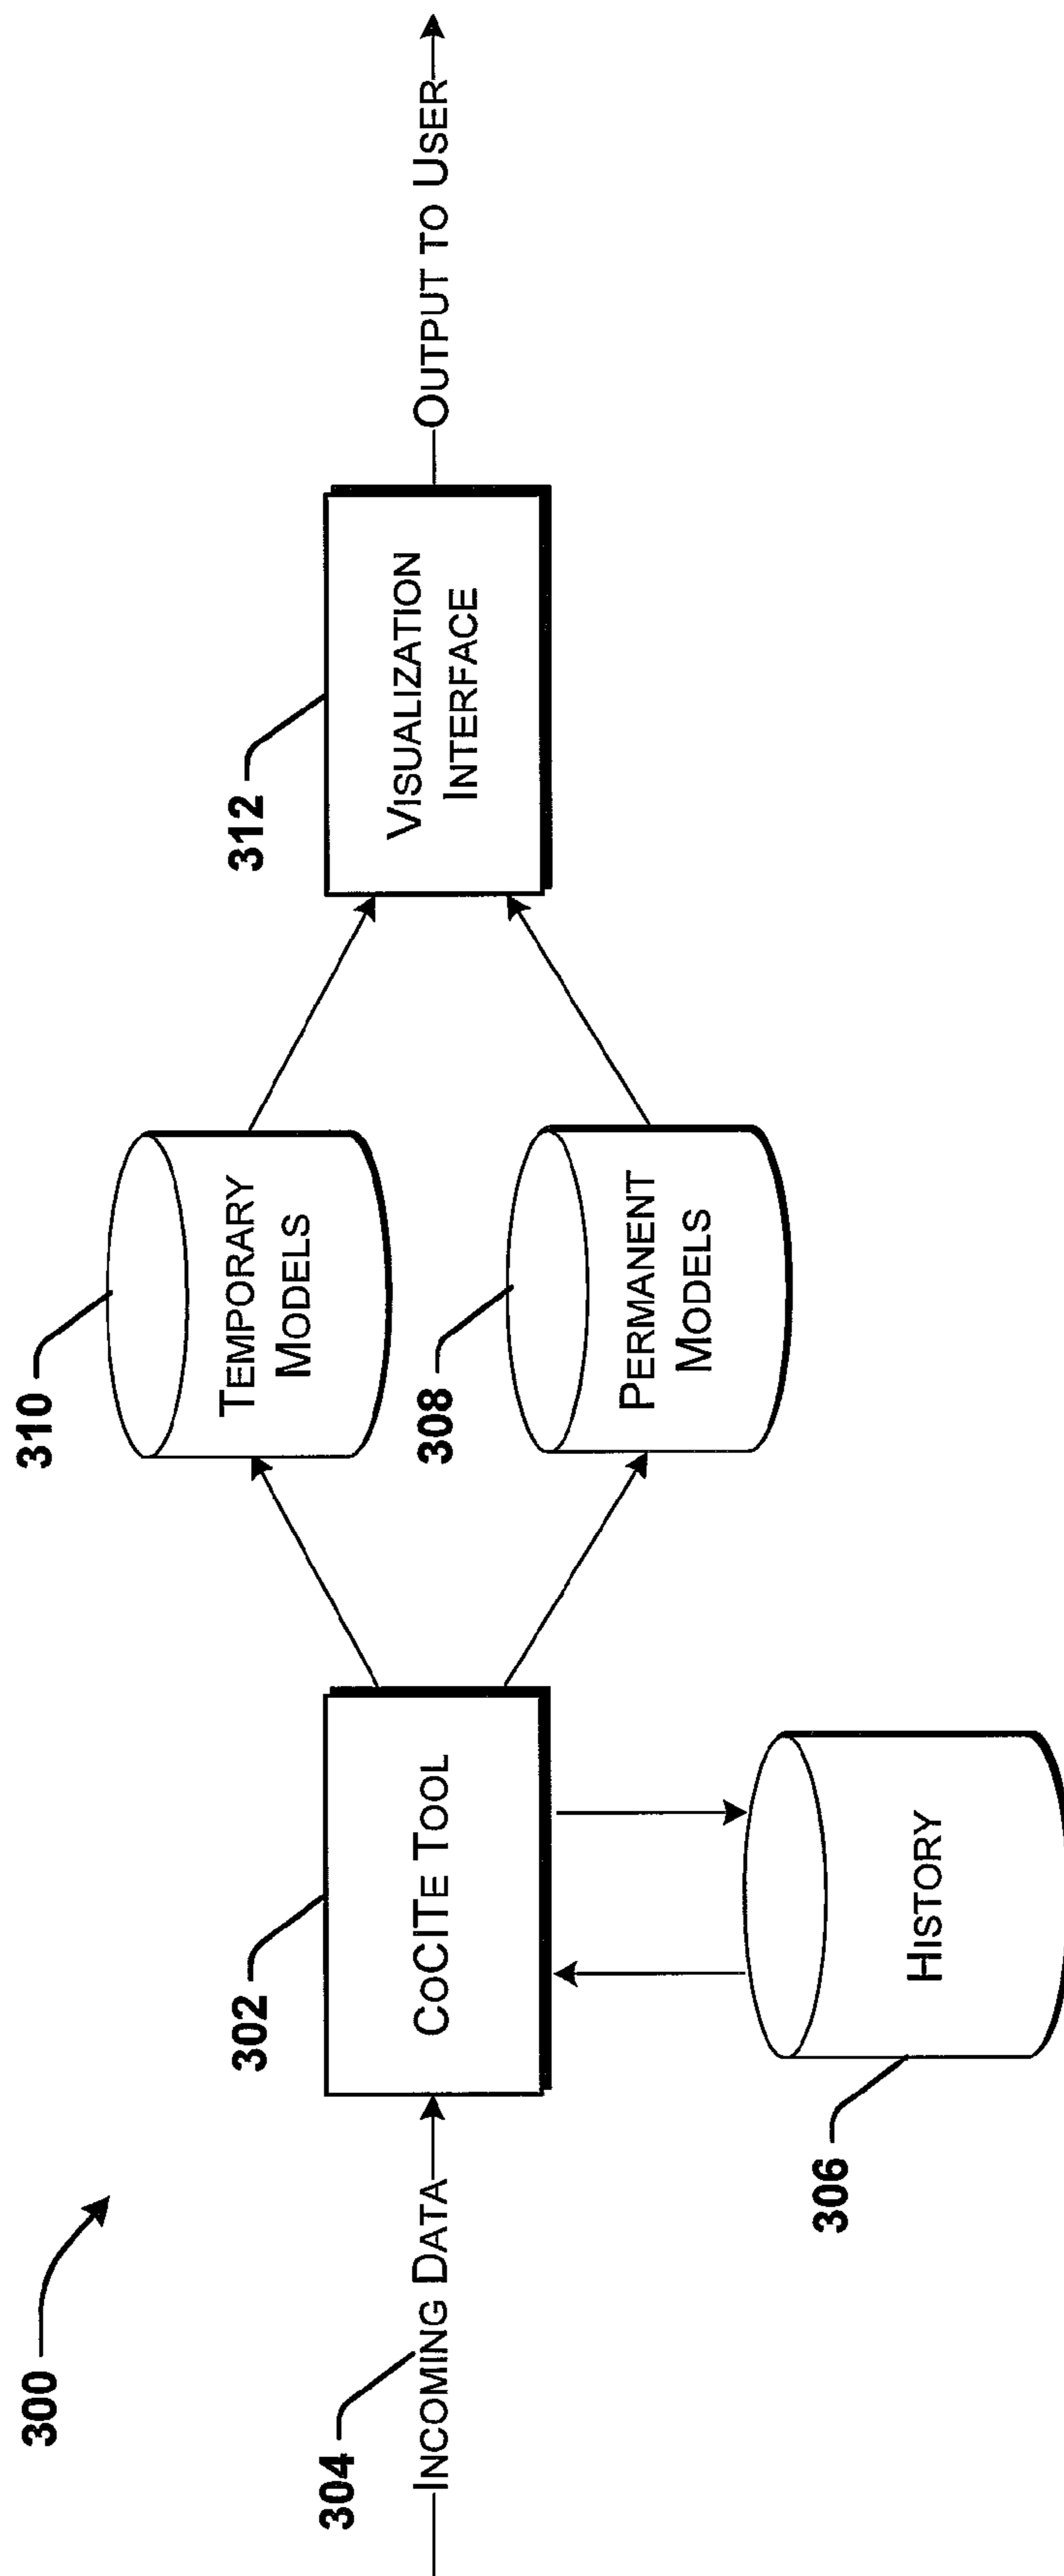 300
304
INCOMING DATA
302
COCITE TOOL
306
HISTORY
310
TEMPORARY
MODELS
308
PERMANENT
MODELS
312
VISUALIZATION
INTERFACE
OUTPUT TO USER